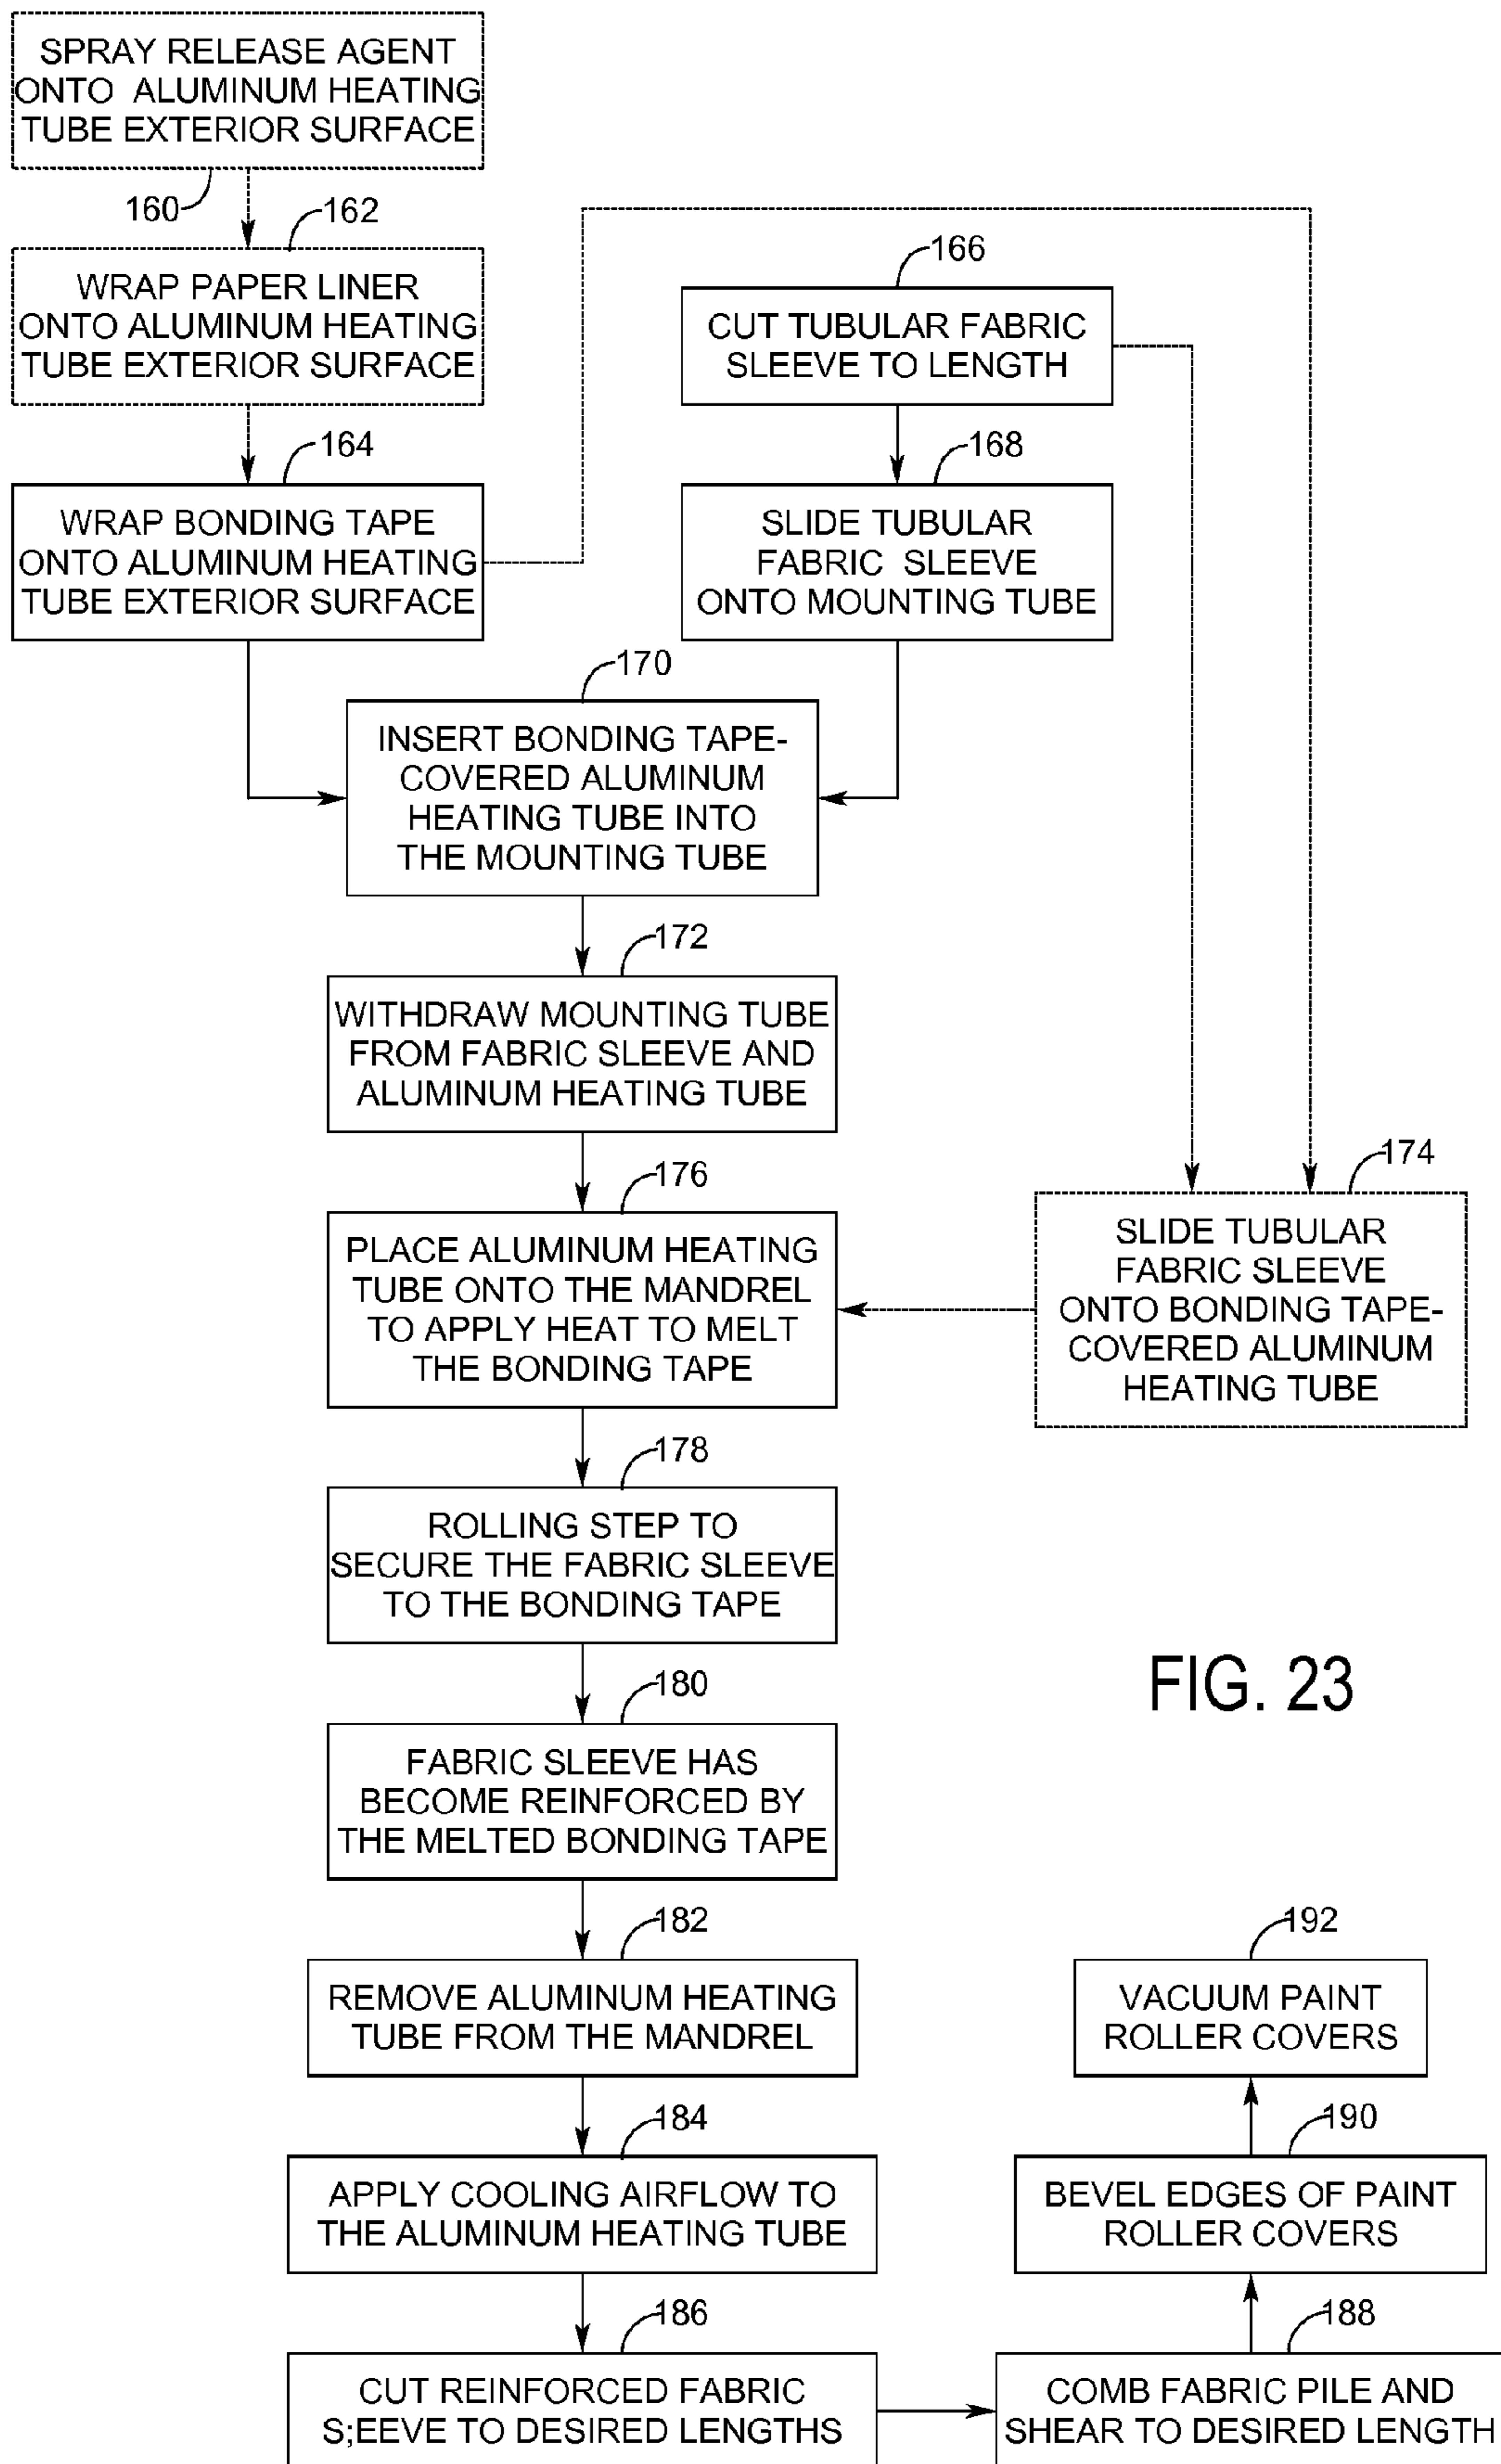 SPRAY RELEASE AGENT
ONTO ALUMINUM HEATING
TUBE EXTERIOR SURFACE
160
162
WRAP PAPER LINER
ONTO ALUMINUM HEATING
TUBE EXTERIOR SURFACE
164
WRAP BONDING TAPE
ONTO ALUMINUM HEATING
TUBE EXTERIOR SURFACE
166
CUT TUBULAR FABRIC
SLEEVE TO LENGTH
168
SLIDE TUBULAR
FABRIC SLEEVE
ONTO MOUNTING TUBE
170
INSERT BONDING TAPE-
COVERED ALUMINUM
HEATING TUBE INTO
THE MOUNTING TUBE
172
WITHDRAW MOUNTING TUBE
FROM FABRIC SLEEVE AND
ALUMINUM HEATING TUBE
174
SLIDE TUBULAR
FABRIC SLEEVE
ONTO BONDING TAPE-
COVERED ALUMINUM
HEATING TUBE
176
PLACE ALUMINUM HEATING
TUBE ONTO THE MANDREL
TO APPLY HEAT TO MELT
THE BONDING TAPE
178
ROLLING STEP TO
SECURE THE FABRIC SLEEVE
TO THE BONDING TAPE
FIG. 23
180
FABRIC SLEEVE HAS
BECOME REINFORCED BY
THE MELTED BONDING TAPE
182
REMOVE ALUMINUM HEATING
TUBE FROM THE MANDREL
184
APPLY COOLING AIRFLOW TO
THE ALUMINUM HEATING TUBE
186
CUT REINFORCED FABRIC
S;EEVE TO DESIRED LENGTHS
188
COMB FABRIC PILE AND
SHEAR TO DESIRED LENGTH
190
BEVEL EDGES OF PAINT
ROLLER COVERS
192
VACUUM PAINT
ROLLER COVERS